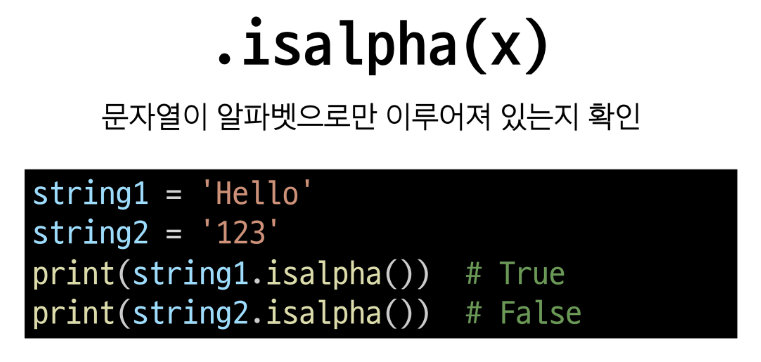 .isalpha(x)
문자열이 알파벳으로만 이루어져 있는지 확인
string1 = 'Hello'
string2 = '123'
print(string1.isalpha())  # True
print(string2.isalpha())  # False